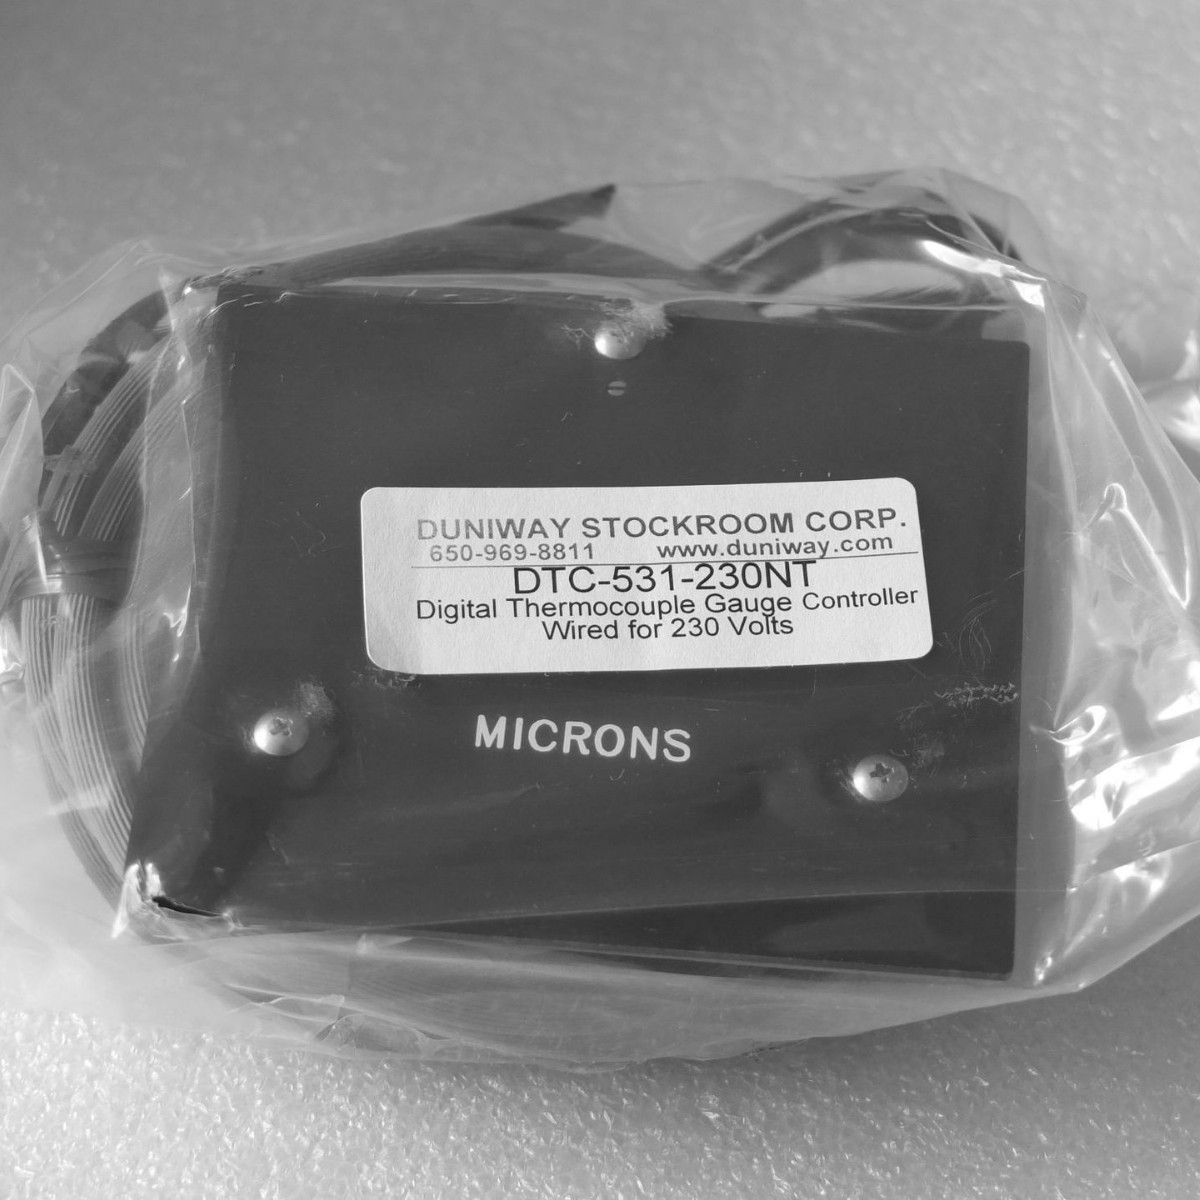 DUNIWAY STOCKROOM CORP.
650-969-8811 www.duniway.com
DTC-531-230NT
Digital Thermocouple Gauge Controller
Wired for 230 Volts
MICRONS